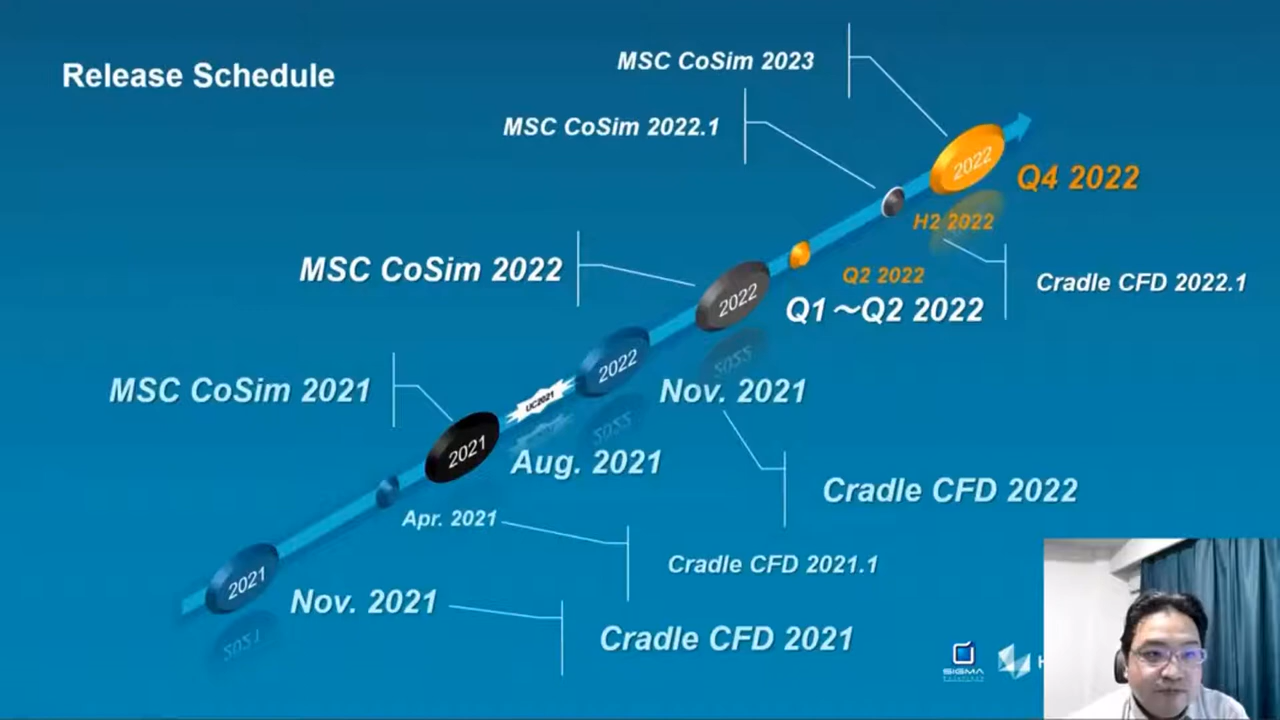 Release Schedule
MSC CoSim 2023
MSC CoSim 2022.1
2022
Q4 2022
H2 2022
MSC CoSim 2022
Q2 2022
Cradle CFD 2022.1
2022
Q1～Q2 2022
2022
MSC CoSim 2021
UC2021
Nov. 2021
2021
Aug. 2021
Cradle CFD 2022
Apr. 2021
Cradle CFD 2021.1
2021
Nov. 2021
Cradle CFD 2021
SIGMA
H